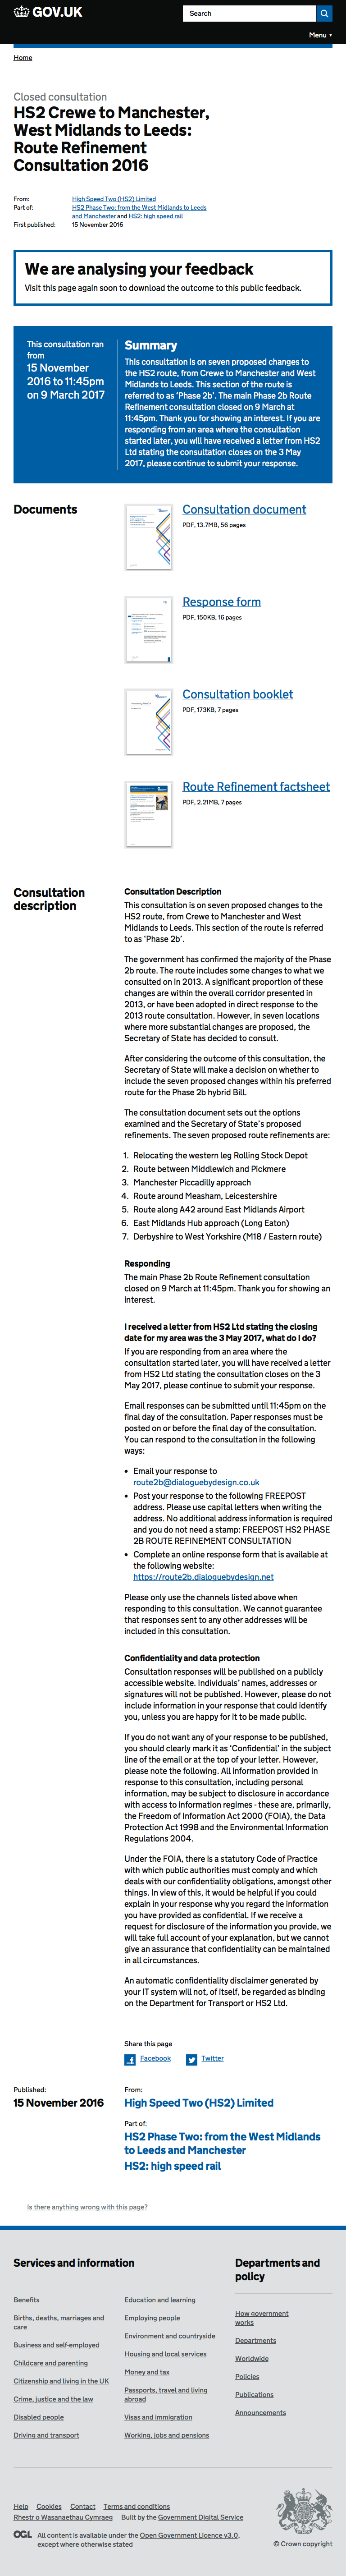 GOV.UK
Search
Menu
Home
Closed consultation
HS2 Crewe to Manchester,
West Midlands to Leeds:
Route Refinement
Consultation 2016
From: High Speed Two (HS2) Limited
Part of: HS2 Phase Two: from the West Midlands to Leeds
and Manchester and HS2: high speed rail
First published: 15 November 2016
We are analysing your feedback
Visit this page again soon to download the outcome to this public feedback.
This consultation ran
from
15 November
2016 to 11:45pm
on 9 March 2017
Summary
This consultation is on seven proposed changes to
the HS2 route, from Crewe to Manchester and West
Midlands to Leeds. This section of the route is
referred to as 'Phase 2b'. The main Phase 2b Route
Refinement consultation closed on 9 March at
11:45pm. Thank you for showing an interest. If you are
responding from an area where the consultation
started later, you will have received a letter from HS2
Ltd stating the consultation closes on the 3 May
2017, please continue to submit your response.
Documents
Consultation document
PDF, 13.7MB, 56 pages
Response form
PDF, 150KB, 16 pages
Consultation booklet
PDF, 173KB, 7 pages
Route Refinement factsheet
PDF, 2.21MB, 7 pages
Consultation
description
Consultation Description
This consultation is on seven proposed changes to the
HS2 route, from Crewe to Manchester and West
Midlands to Leeds. This section of the route is referred
to as 'Phase 2b'.
The government has confirmed the majority of the Phase
2b route. The route includes some changes to what we
consulted on in 2013. A significant proportion of these
changes are within the overall corridor presented in
2013, or have been adopted in direct response to the
2013 route consultation. However, in seven locations
where more substantial changes are proposed, the
Secretary of State has decided to consult.
After considering the outcome of this consultation, the
Secretary of State will make a decision on whether to
include the seven proposed changes within his preferred
route for the Phase 2b hybrid Bill.
The consultation document sets out the options
examined and the Secretary of State's proposed
refinements. The seven proposed route refinements are:
1. Relocating the western leg Rolling Stock Depot
2. Route between Middlewich and Pickmere
3. Manchester Piccadilly approach
4. Route around Measham, Leicestershire
5. Route along A42 around East Midlands Airport
6. East Midlands Hub approach (Long Eaton)
7. Derbyshire to West Yorkshire (M18 / Eastern route)
Responding
The main Phase 2b Route Refinement consultation
closed on 9 March at 11:45pm. Thank you for showing an
interest.
I received a letter from HS2 Ltd stating the closing
date for my area was the 3 May 2017, what do I do?
If you are responding from an area where the
consultation started later, you will have received a letter
from HS2 Ltd stating the consultation closes on the 3
May 2017, please continue to submit your response.
Email responses can be submitted until 11:45pm on the
final day of the consultation. Paper responses must be
posted on or before the final day of the consultation.
You can respond to the consultation in the following
ways:
• Email your response to
route2b@dialoguebydesign.co.uk
• Post your response to the following FREEPOST
address. Please use capital letters when writing the
address. No additional address information is required
and you do not need a stamp: FREEPOST HS2 PHASE
2B ROUTE REFINEMENT CONSULTATION
• Complete an online response form that is available at
the following website:
https://route2b.dialoguebydesign.net
Please only use the channels listed above when
responding to this consultation. We cannot guarantee
that responses sent to any other addresses will be
included in this consultation.
Confidentiality and data protection
Consultation responses will be published on a publicly
accessible website. Individuals' names, addresses or
signatures will not be published. However, please do not
include information in your response that could identify
you, unless you are happy for it to be made public.
If you do not want any of your response to be published,
you should clearly mark it as 'Confidential' in the subject
line of the email or at the top of your letter. However,
please note the following. All information provided in
response to this consultation, including personal
information, may be subject to disclosure in accordance
with access to information regimes - these are, primarily,
the Freedom of Information Act 2000 (FOIA), the Data
Protection Act 1998 and the Environmental Information
Regulations 2004.
Under the FOIA, there is a statutory Code of Practice
with which public authorities must comply and which
deals with our confidentiality obligations, amongst other
things. In view of this, it would be helpful if you could
explain in your response why you regard the information
you have provided as confidential. If we receive a
request for disclosure of the information you provide, we
will take full account of your explanation, but we cannot
give an assurance that confidentiality can be maintained
in all circumstances.
An automatic confidentiality disclaimer generated by
your IT system will not, of itself, be regarded as binding
on the Department for Transport or HS2 Ltd.
Share this page
Facebook
Twitter
Published:
15 November 2016
From:
High Speed Two (HS2) Limited
Part of:
HS2 Phase Two: from the West Midlands
to Leeds and Manchester
HS2: high speed rail
Is there anything wrong with this page?
Services and information
Benefits
Births, deaths, marriages and
care
Business and self-employed
Childcare and parenting
Citizenship and living in the UK
Crime, justice and the law
Disabled people
Driving and transport
Education and learning
Employing people
Environment and countryside
Housing and local services
Money and tax
Passports, travel and living
abroad
Visas and immigration
Working, jobs and pensions
Departments and
policy
How government
works
Departments
Worldwide
Policies
Publications
Announcements
Help Cookies Contact Terms and conditions
Rhestr o Wasanaethau Cymraeg Built by the Government Digital Service
OGL All content is available under the Open Government Licence v3.0,
except where otherwise stated
© Crown copyright